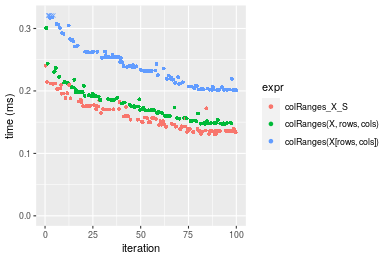 0.3
0.2
0.1
0.0
time (ms)
0
25
50
75
100
iteration
expr
colRanges_X_S
colRanges(X, rows, cols)
colRanges(X[rows, cols])